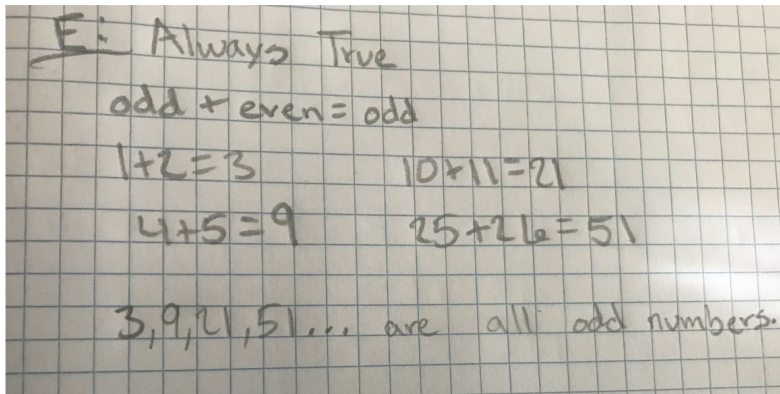 E: Always True
odd + even = odd
1+2=3 10+11=21
4+5=9 25+26=51
3,9,21,51... are all odd numbers.